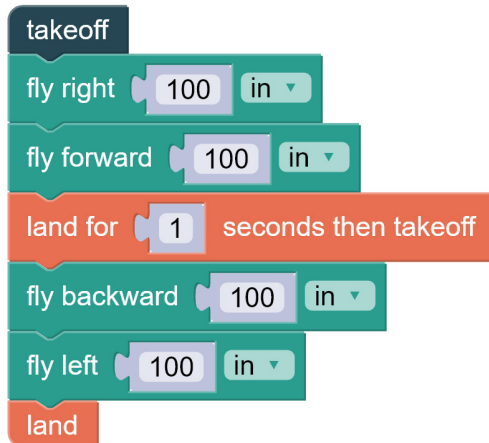 takeoff
fly right 100 in
fly forward 100 in
land for 1 seconds then takeoff
fly backward 100 in
fly left 100 in
land